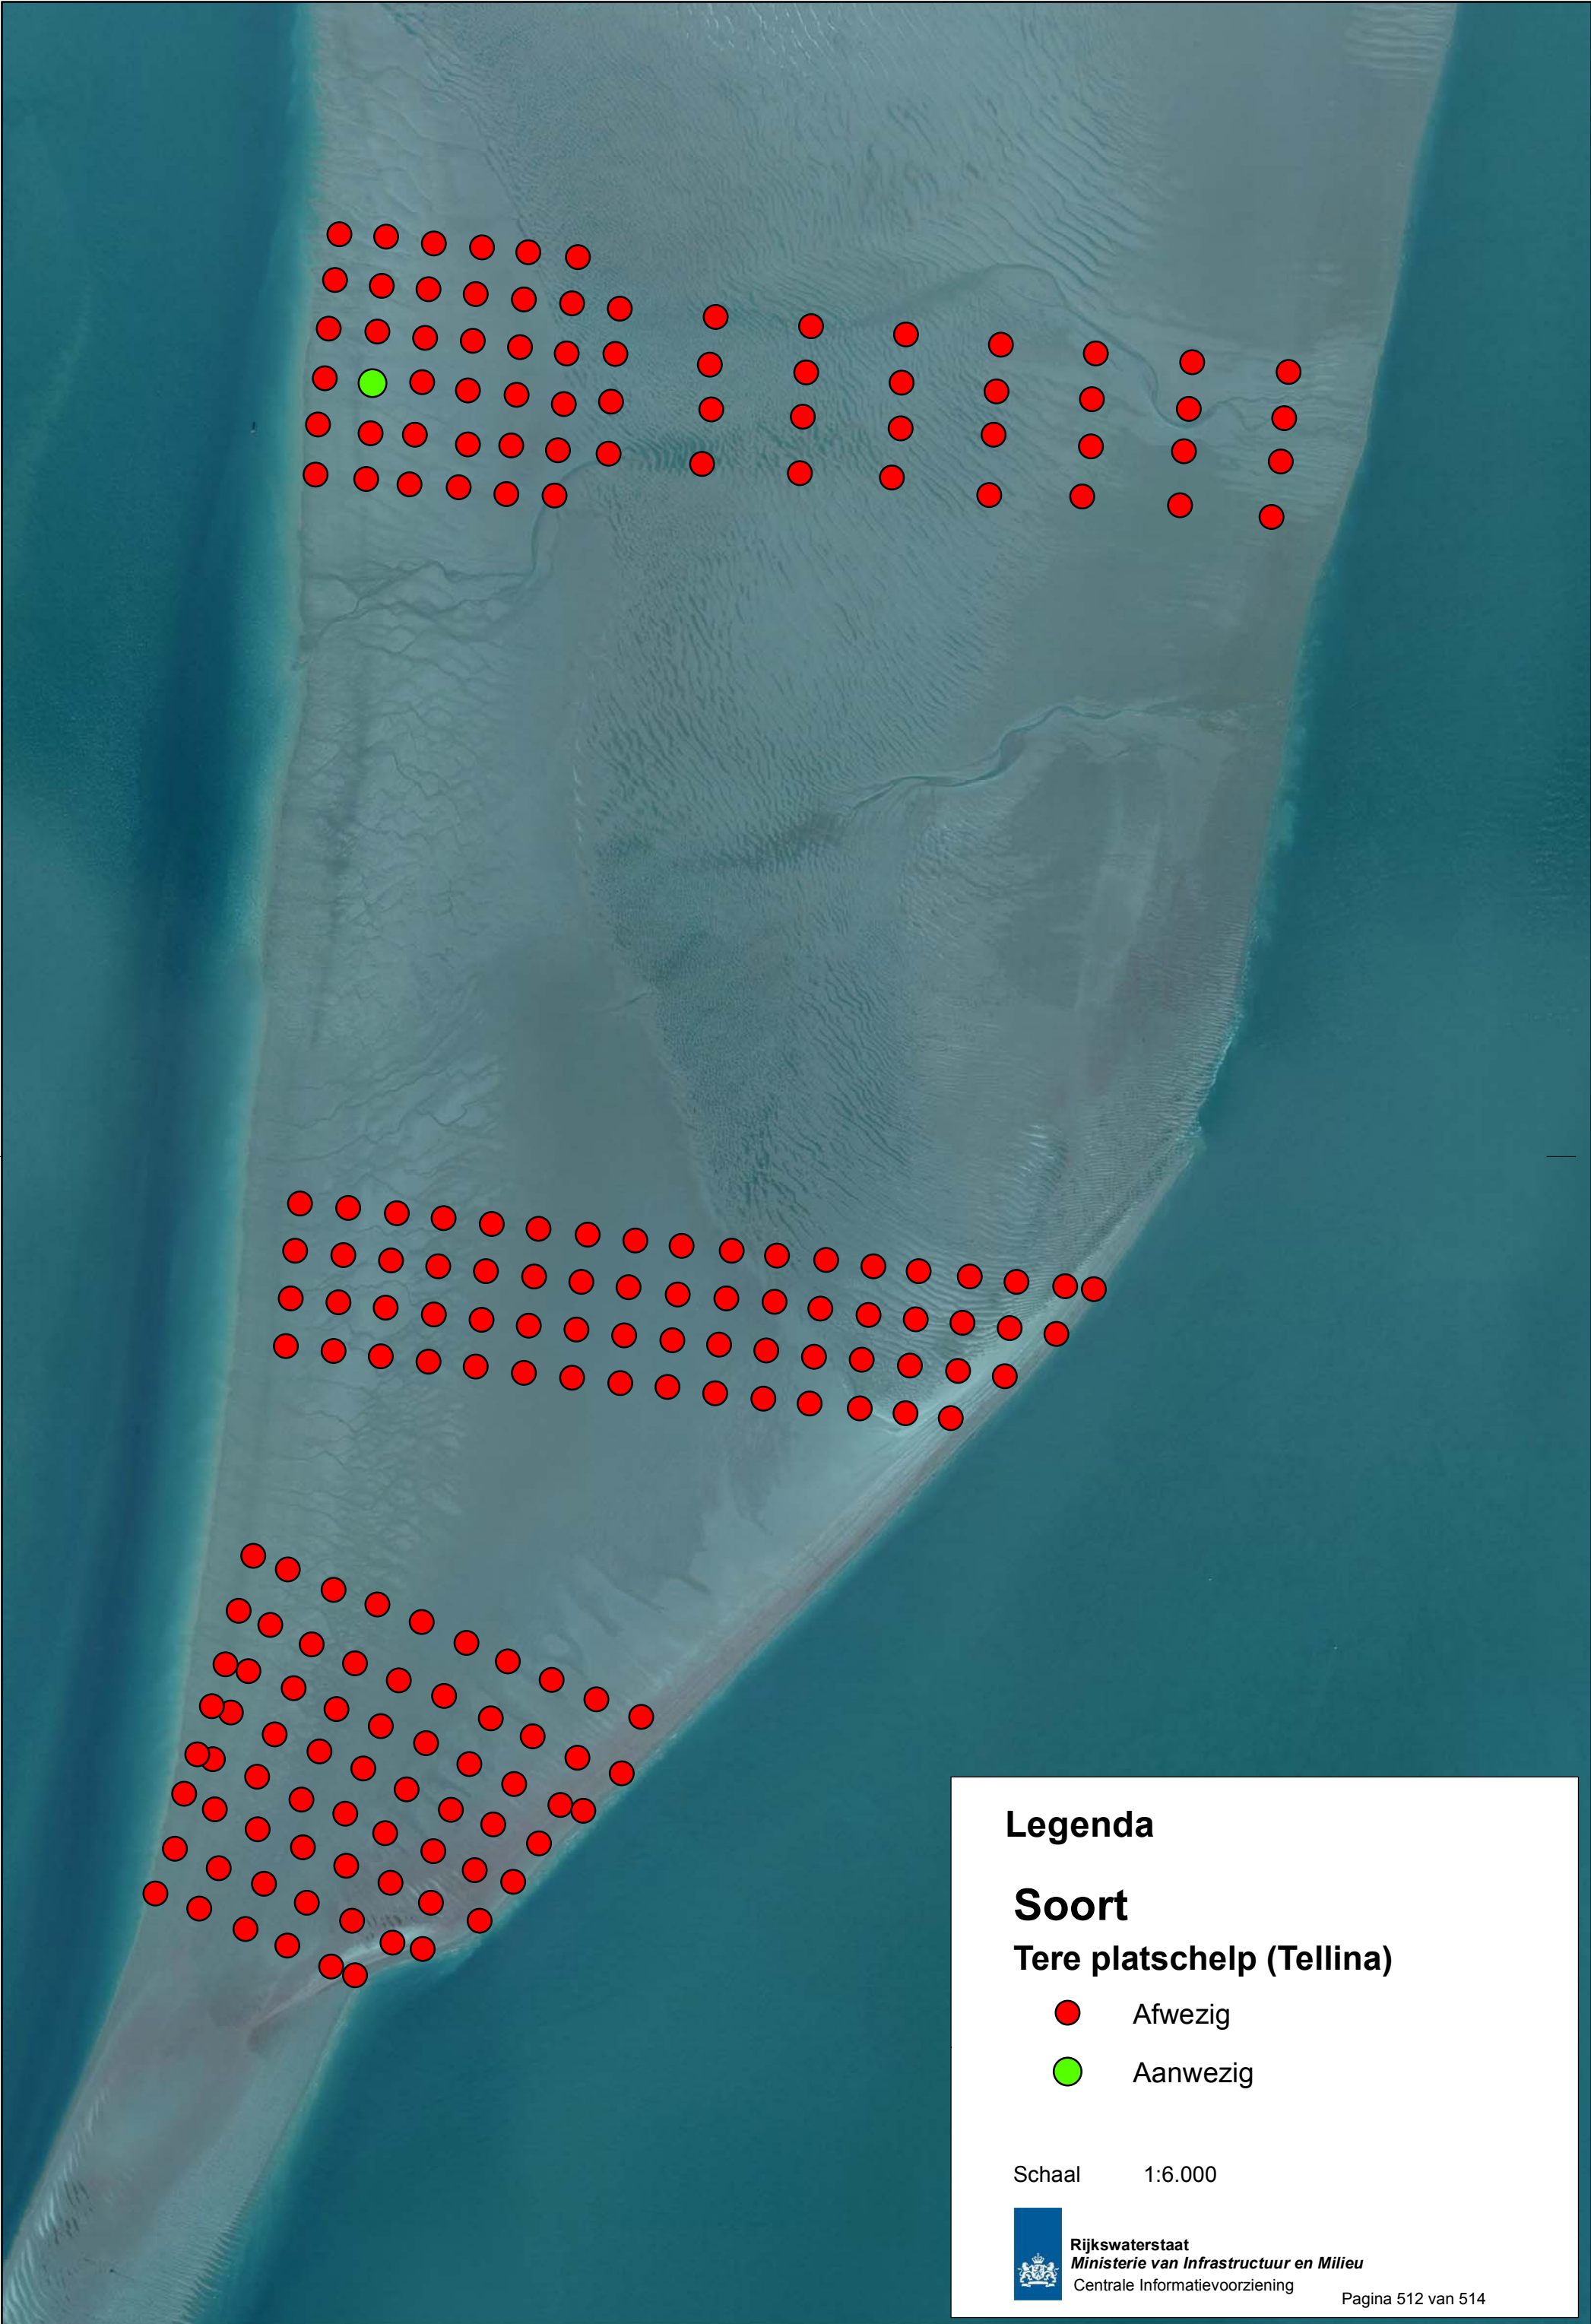 Legenda
Soort
Tere platschelp (Tellina)
Afwezig
Aanwezig
Schaal 1:6.000
Rijkswaterstaat
Ministerie van Infrastructuur en Milieu
Centrale Informatievoorziening
Pagina 512 van 514